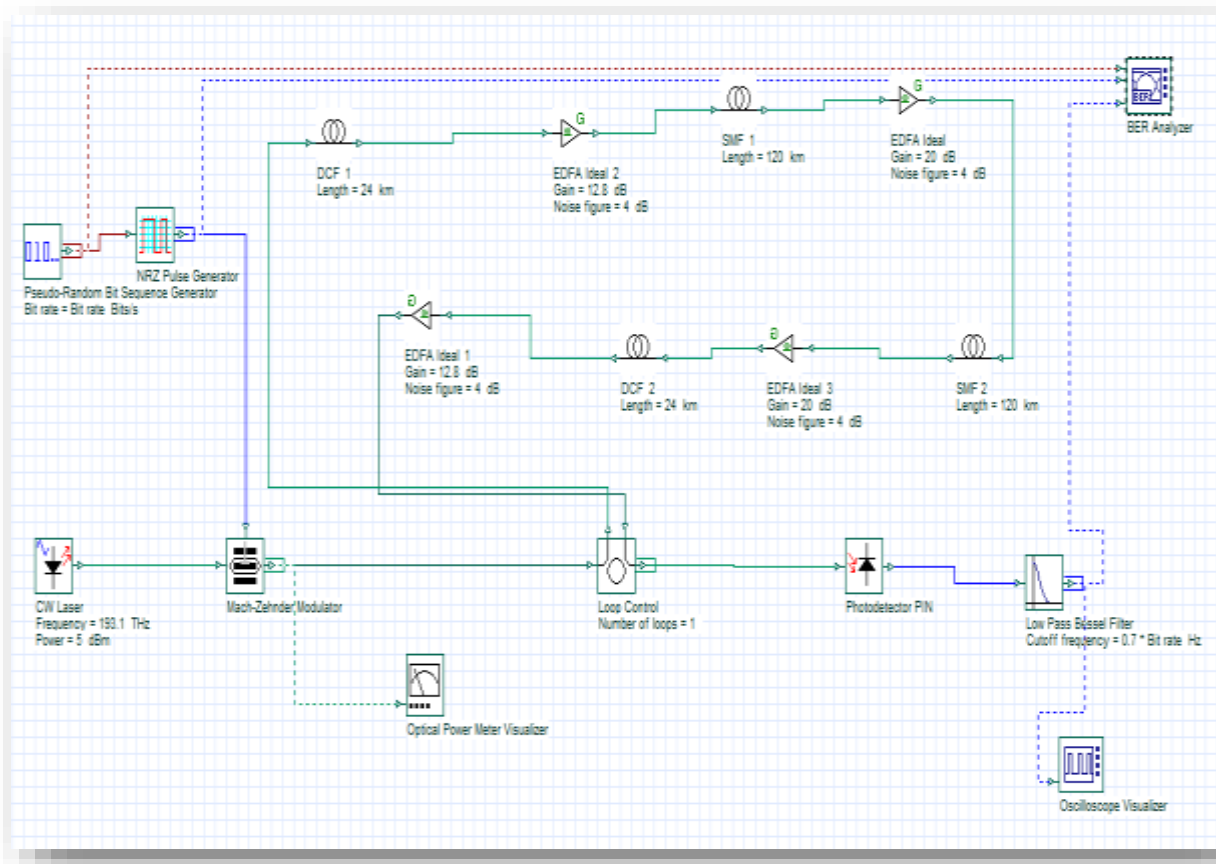 G
G
BER
BER Analyzer
DCF 1
Length = 24 km
EDFA Ideal 2
Gain = 12.8 dB
Noise figure = 4 dB
SMF 1
Length = 120 km
EDFA Ideal
Gain = 20 dB
Noise figure = 4 dB
NRZ Pulse Generator
Pseudo-Random Bit Sequence Generator
Bit rate = Bit rate Bits/s
G
G
EDFA Ideal 1
Gain = 12.8 dB
Noise figure = 4 dB
DCF 2
Length = 24 km
EDFA Ideal 3
Gain = 20 dB
Noise figure = 4 dB
SMF 2
Length = 120 km
CW Laser
Frequency = 193.1 THz
Power = 5 dBm
Mach-Zehnder Modulator
Loop Control
Number of loops = 1
Photodetector PIN
Low Pass Bessel Filter
Cutoff frequency = 0.7 * Bit rate Hz
Optical Power Meter Visualizer
Oscilloscope Visualizer